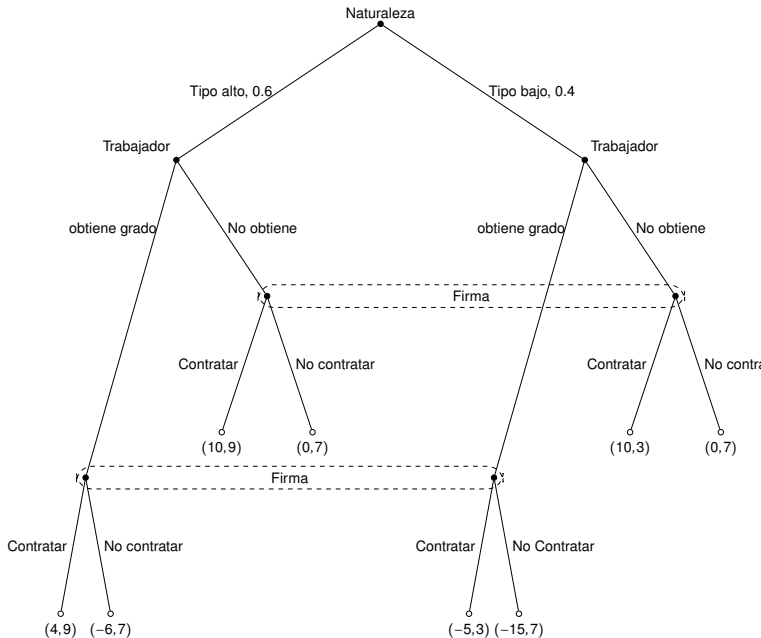 Naturaleza
Tipo alto, 0.6
Tipo bajo, 0.4
Trabajador
Trabajador
obtiene grado
No obtiene
obtiene grado
No obtiene
Firma
Contratar
No contratar
Contratar
No contra
(10,9)
(0,7)
(10,3)
(0,7)
Firma
Contratar
No contratar
Contratar
No Contratar
(4,9)
(−6,7)
(−5,3)
(−15,7)